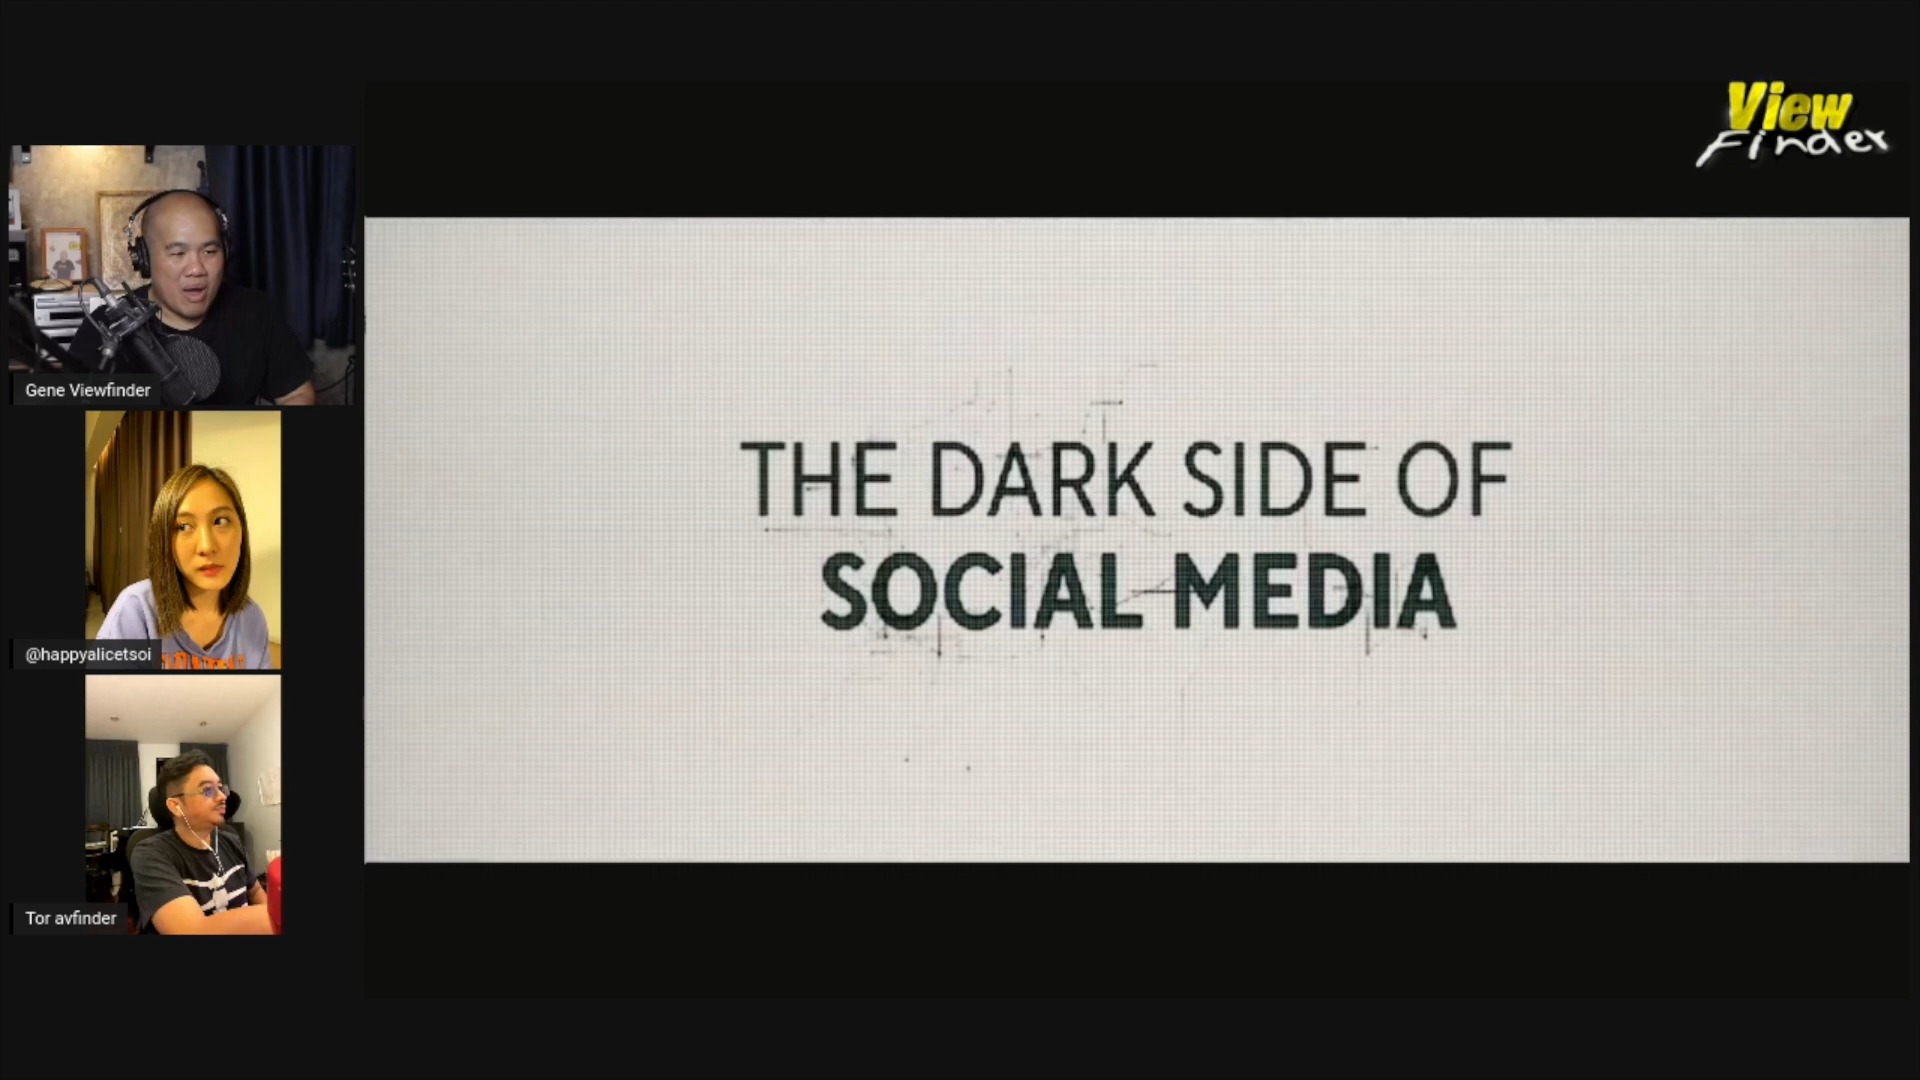 View
Finder
Gene Viewfinder
@happyalicetsoi
Tor avfinder
THE DARK SIDE OF
SOCIAL MEDIA